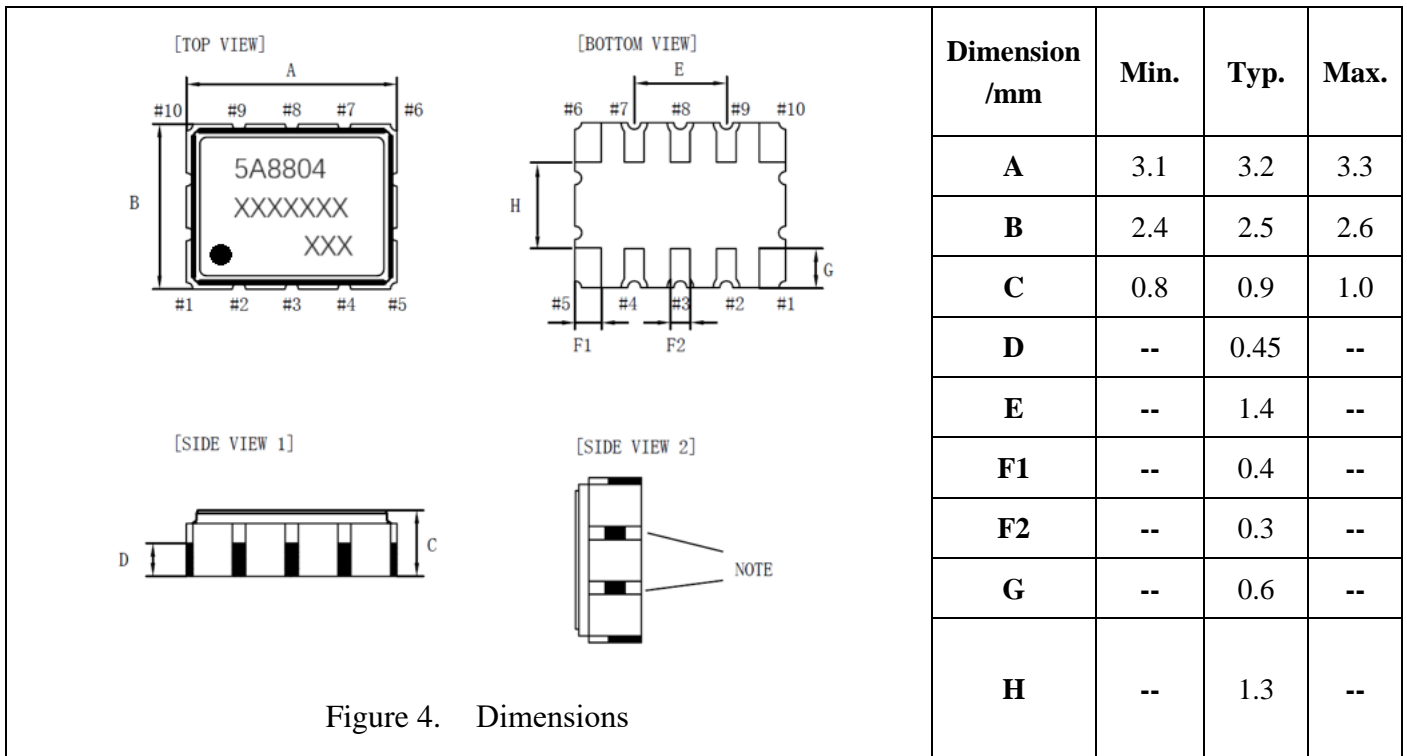 [TOP VIEW]
A
#10 #9 #8 #7 #6
B
5A8804
XXXXXXX
XXX
#1 #2 #3 #4 #5
[BOTTOM VIEW]
E
#6 #7 #8 #9 #10
H
G
#5 #4 #3 #2 #1
F1 F2
[SIDE VIEW 1]
D
C
[SIDE VIEW 2]
NOTE
Figure 4. Dimensions
Dimension /mm Min. Typ. Max.
A 3.1 3.2 3.3
B 2.4 2.5 2.6
C 0.8 0.9 1.0
D -- 0.45 --
E -- 1.4 --
F1 -- 0.4 --
F2 -- 0.3 --
G -- 0.6 --
H -- 1.3 --